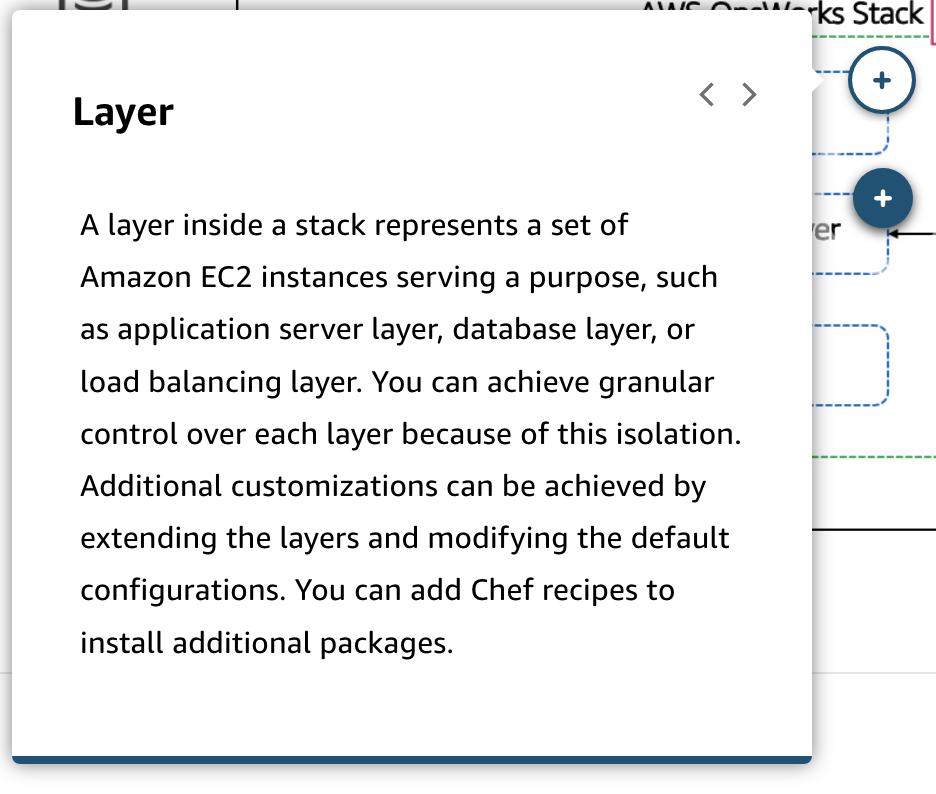 AWS OpsWorks Stack
Layer
A layer inside a stack represents a set of
Amazon EC2 instances serving a purpose, such
as application server layer, database layer, or
load balancing layer. You can achieve granular
control over each layer because of this isolation.
Additional customizations can be achieved by
extending the layers and modifying the default
configurations. You can add Chef recipes to
install additional packages.